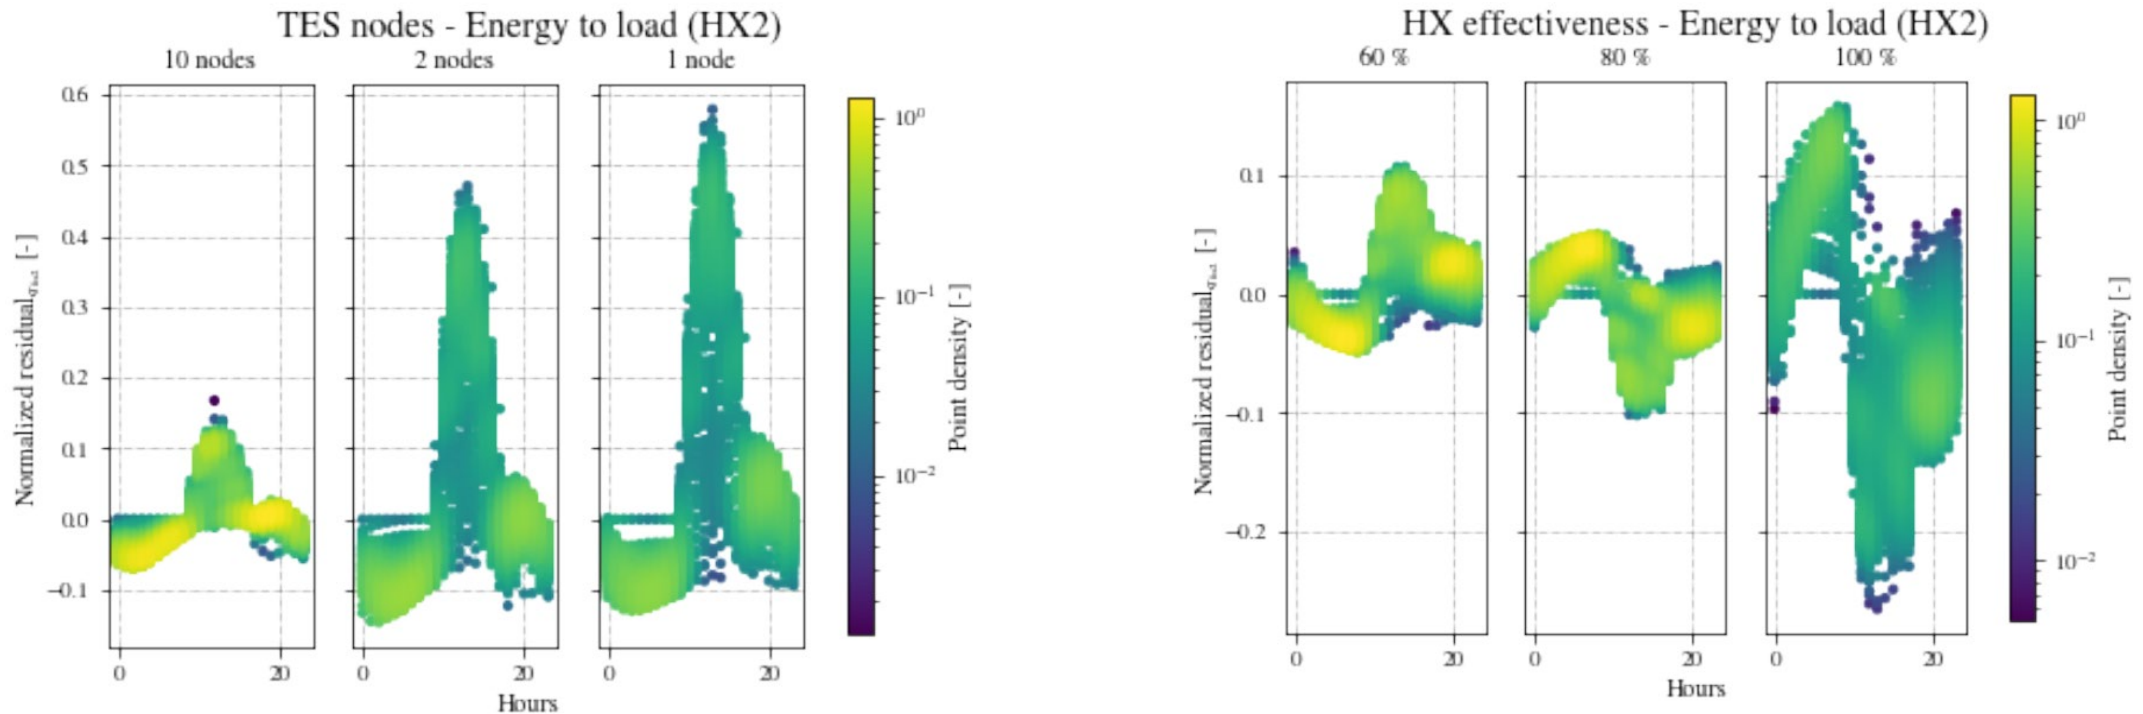 TES nodes - Energy to load (HX2)
10 nodes 2 nodes 1 node
0.6
0.5
0.4
0.3
0.2
0.1
0.0
−0.1
Normalized residual [-]
0 20 0 20 0 20
Hours
10⁰
10⁻¹
10⁻²
Point density [-]
HX effectiveness - Energy to load (HX2)
60 % 80 % 100 %
0.1
0.0
−0.1
−0.2
Normalized residual [-]
0 20 0 20 0 20
Hours
10⁰
10⁻¹
10⁻²
Point density [-]